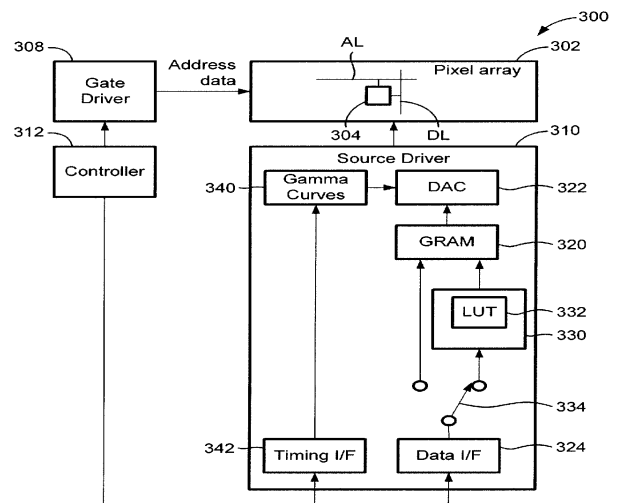 300
308
AL
302
Gate
Driver
Address
data
Pixel array
304
DL
312
Controller
310
Source Driver
340
Gamma
Curves
DAC
322
GRAM
320
LUT
332
330
334
342
Timing I/F
Data I/F
324